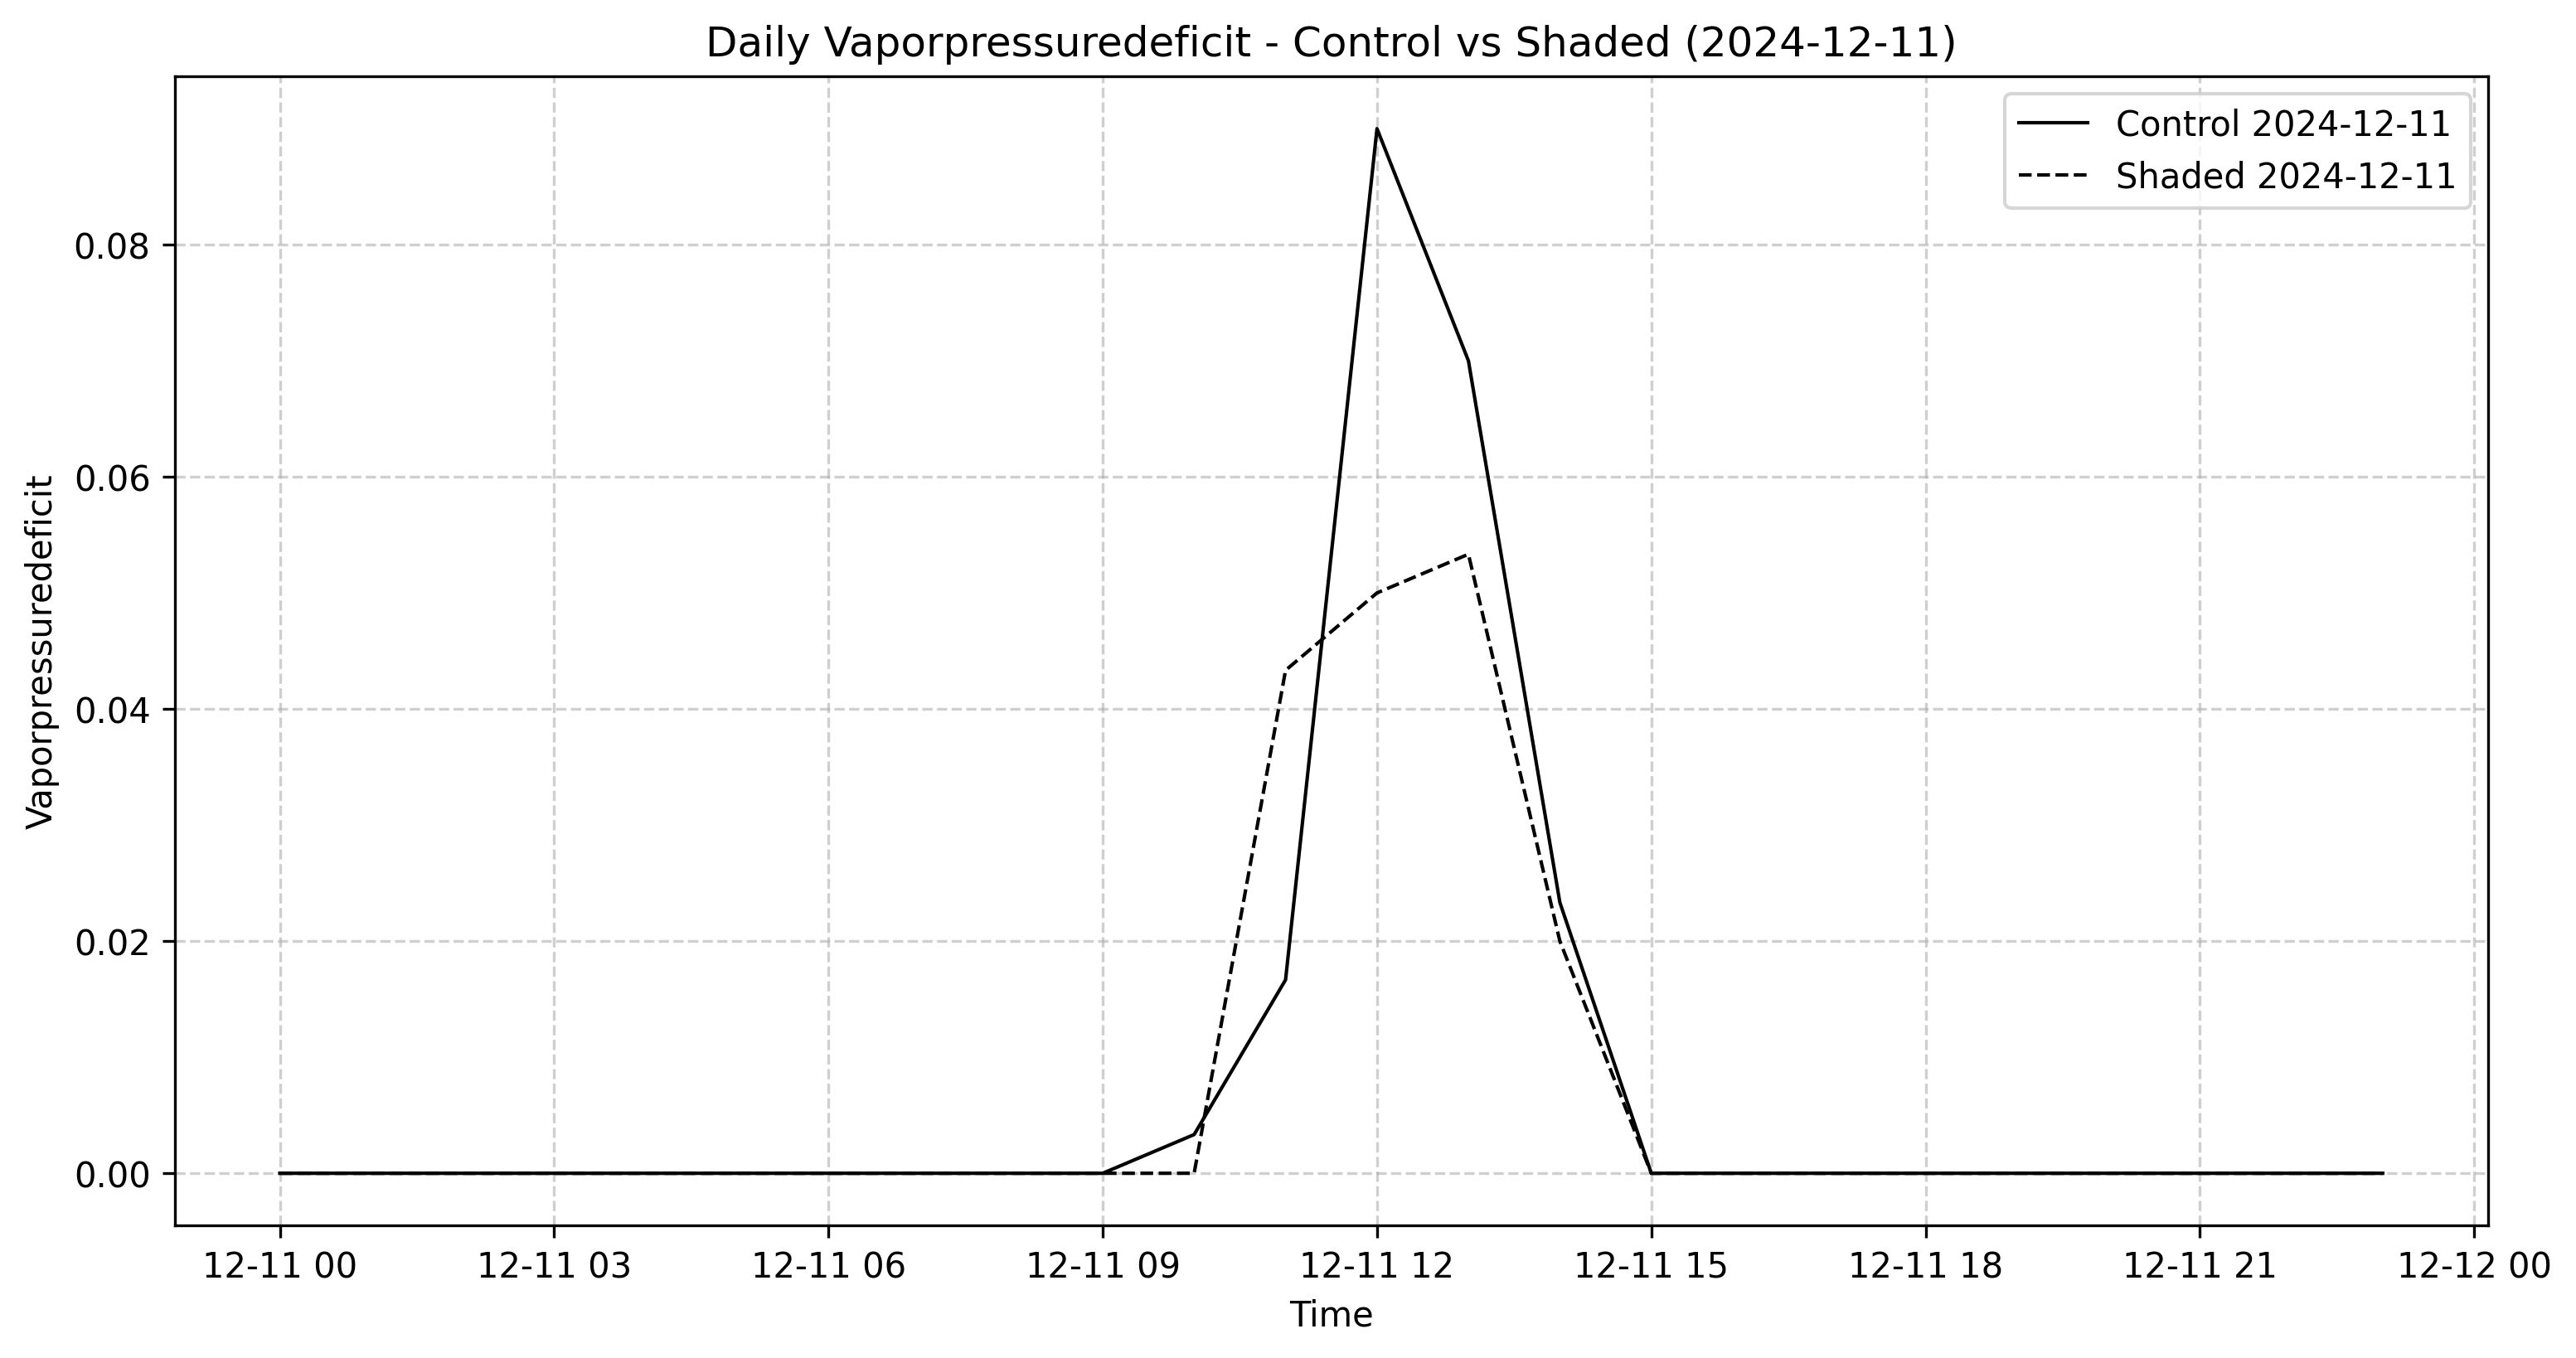 Daily Vaporpressuredeficit - Control vs Shaded (2024-12-11)
Control 2024-12-11
Shaded 2024-12-11
Vaporpressuredeficit
0.08
0.06
0.04
0.02
0.00
12-11 00 12-11 03 12-11 06 12-11 09 12-11 12 12-11 15 12-11 18 12-11 21 12-12 00
Time